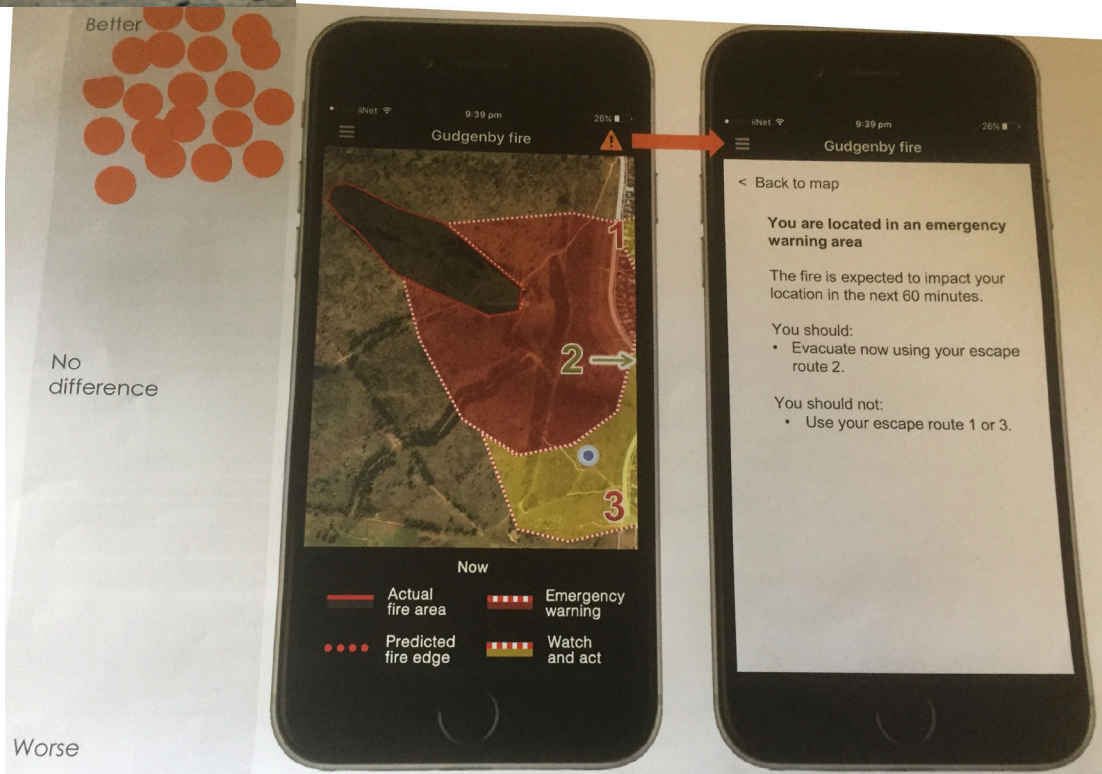 Better
No
difference
Worse
iiNet
9:39 pm
26%
Gudgenby fire
1
2
3
Now
Actual
fire area
Emergency
warning
Predicted
fire edge
Watch
and act
iiNet
9:39 pm
26%
Gudgenby fire
< Back to map
You are located in an emergency
warning area
The fire is expected to impact your
location in the next 60 minutes.
You should:
• Evacuate now using your escape
route 2.
You should not:
• Use your escape route 1 or 3.